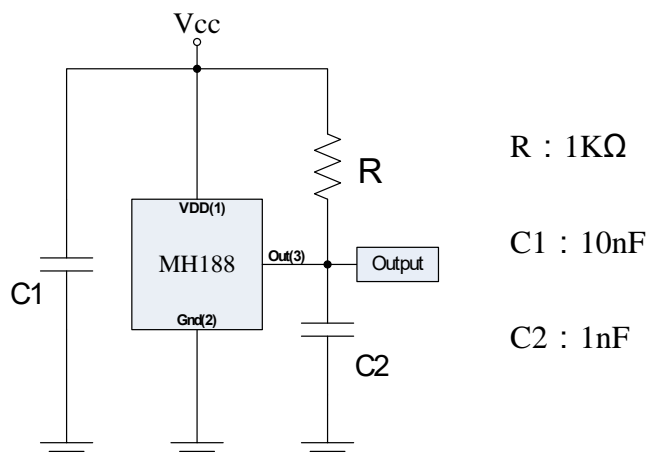 Vcc
R
R : 1KΩ
VDD(1)
MH188
Out(3)
Output
C1 : 10nF
C1
Gnd(2)
C2
C2 : 1nF